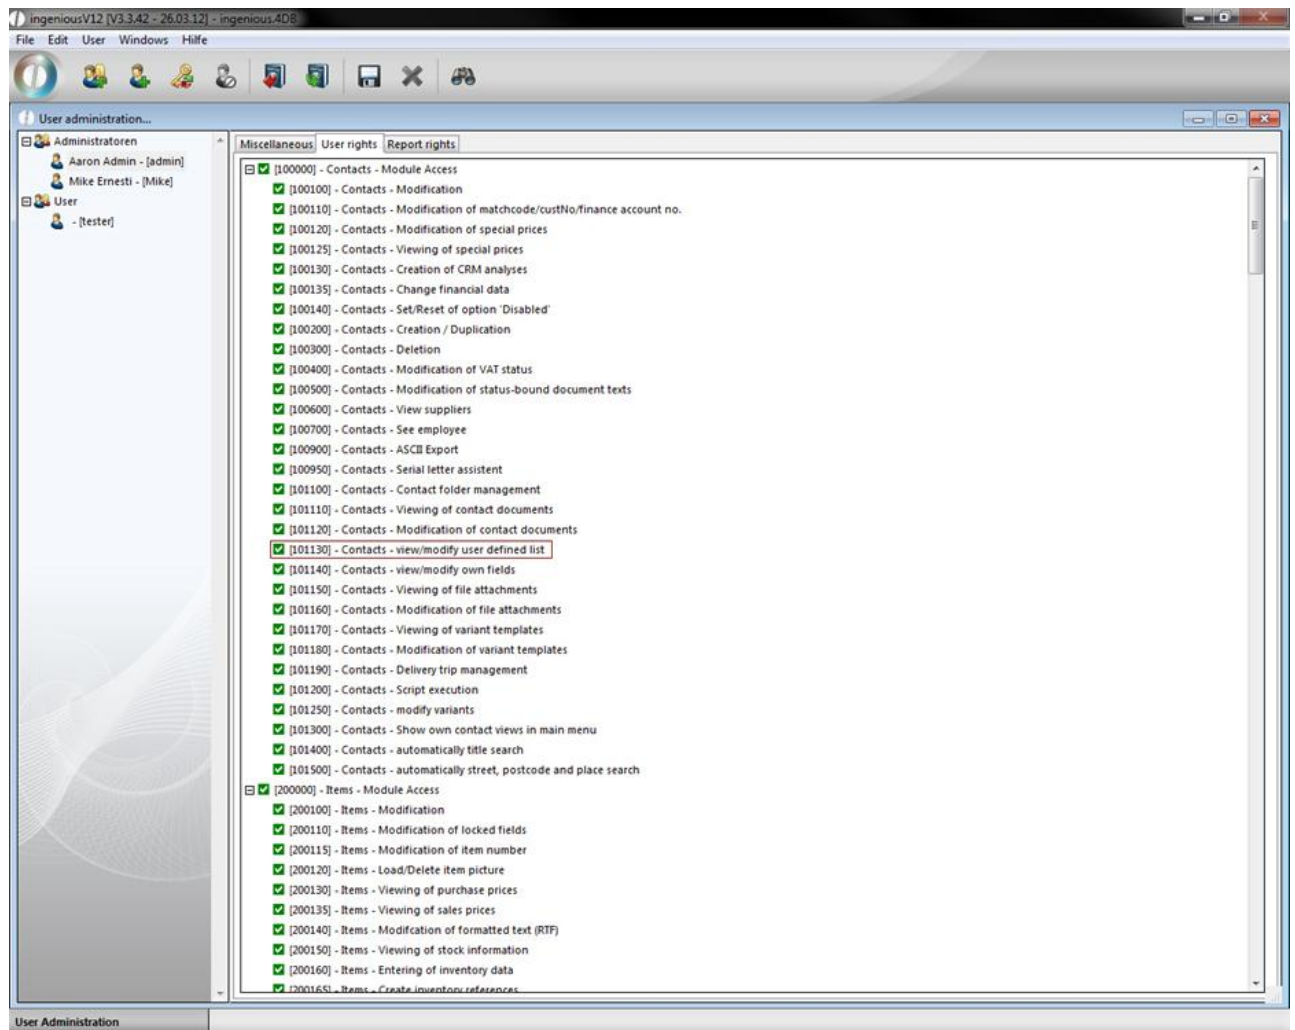 ingeniousV12 [V3.3.42 - 26.03.12] - ingenious.4DB
File Edit User Windows Hilfe
User administration...
Administratoren
Aaron Admin - [admin]
Mike Ernesti - [Mike]
User
- [tester]
Miscellaneous User rights Report rights
[100000] - Contacts - Module Access
[100100] - Contacts - Modification
[100110] - Contacts - Modification of matchcode/custNo/finance account no.
[100120] - Contacts - Modification of special prices
[100125] - Contacts - Viewing of special prices
[100130] - Contacts - Creation of CRM analyses
[100135] - Contacts - Change financial data
[100140] - Contacts - Set/Reset of option 'Disabled'
[100200] - Contacts - Creation / Duplication
[100300] - Contacts - Deletion
[100400] - Contacts - Modification of VAT status
[100500] - Contacts - Modification of status-bound document texts
[100600] - Contacts - View suppliers
[100700] - Contacts - See employee
[100900] - Contacts - ASCII Export
[100950] - Contacts - Serial letter assistent
[101100] - Contacts - Contact folder management
[101110] - Contacts - Viewing of contact documents
[101120] - Contacts - Modification of contact documents
[101130] - Contacts - view/modify user defined list
[101140] - Contacts - view/modify own fields
[101150] - Contacts - Viewing of file attachments
[101160] - Contacts - Modification of file attachments
[101170] - Contacts - Viewing of variant templates
[101180] - Contacts - Modification of variant templates
[101190] - Contacts - Delivery trip management
[101200] - Contacts - Script execution
[101250] - Contacts - modify variants
[101300] - Contacts - Show own contact views in main menu
[101400] - Contacts - automatically title search
[101500] - Contacts - automatically street, postcode and place search
[200000] - Items - Module Access
[200100] - Items - Modification
[200110] - Items - Modification of locked fields
[200115] - Items - Modification of item number
[200120] - Items - Load/Delete item picture
[200130] - Items - Viewing of purchase prices
[200135] - Items - Viewing of sales prices
[200140] - Items - Modifcation of formatted text (RTF)
[200150] - Items - Viewing of stock information
[200160] - Items - Entering of inventory data
[200165] - Items - Create inventory references
User Administration